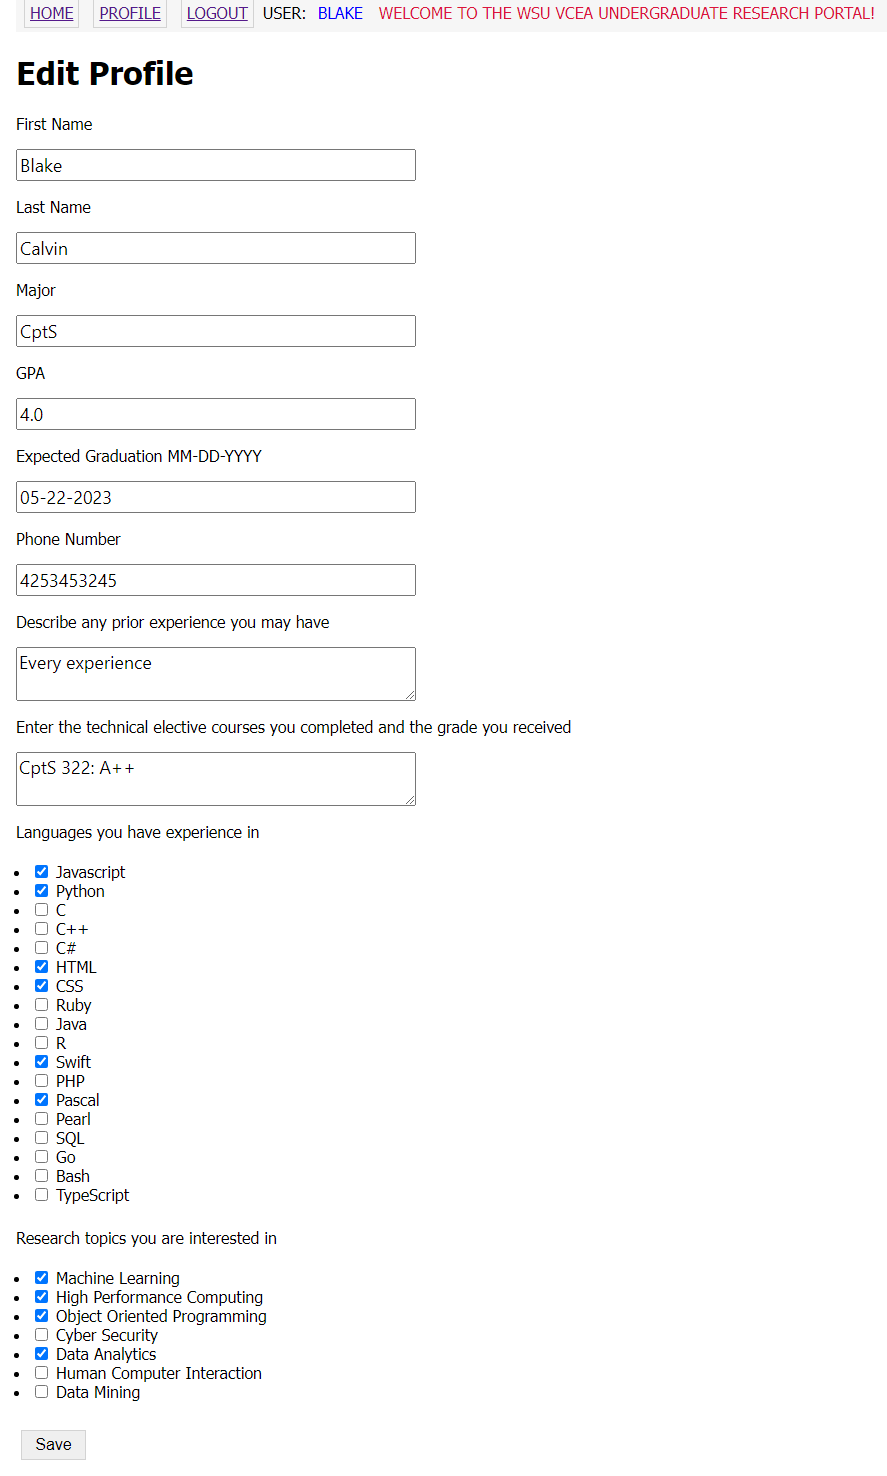 HOME PROFILE LOGOUT USER: BLAKE WELCOME TO THE WSU VCEA UNDERGRADUATE RESEARCH PORTAL!
Edit Profile
First Name
Blake
Last Name
Calvin
Major
CptS
GPA
4.0
Expected Graduation MM-DD-YYYY
05-22-2023
Phone Number
4253453245
Describe any prior experience you may have
Every experience
Enter the technical elective courses you completed and the grade you received
CptS 322: A++
Languages you have experience in
Javascript
Python
C
C++
C#
HTML
CSS
Ruby
Java
R
Swift
PHP
Pascal
Pearl
SQL
Go
Bash
TypeScript
Research topics you are interested in
Machine Learning
High Performance Computing
Object Oriented Programming
Cyber Security
Data Analytics
Human Computer Interaction
Data Mining
Save